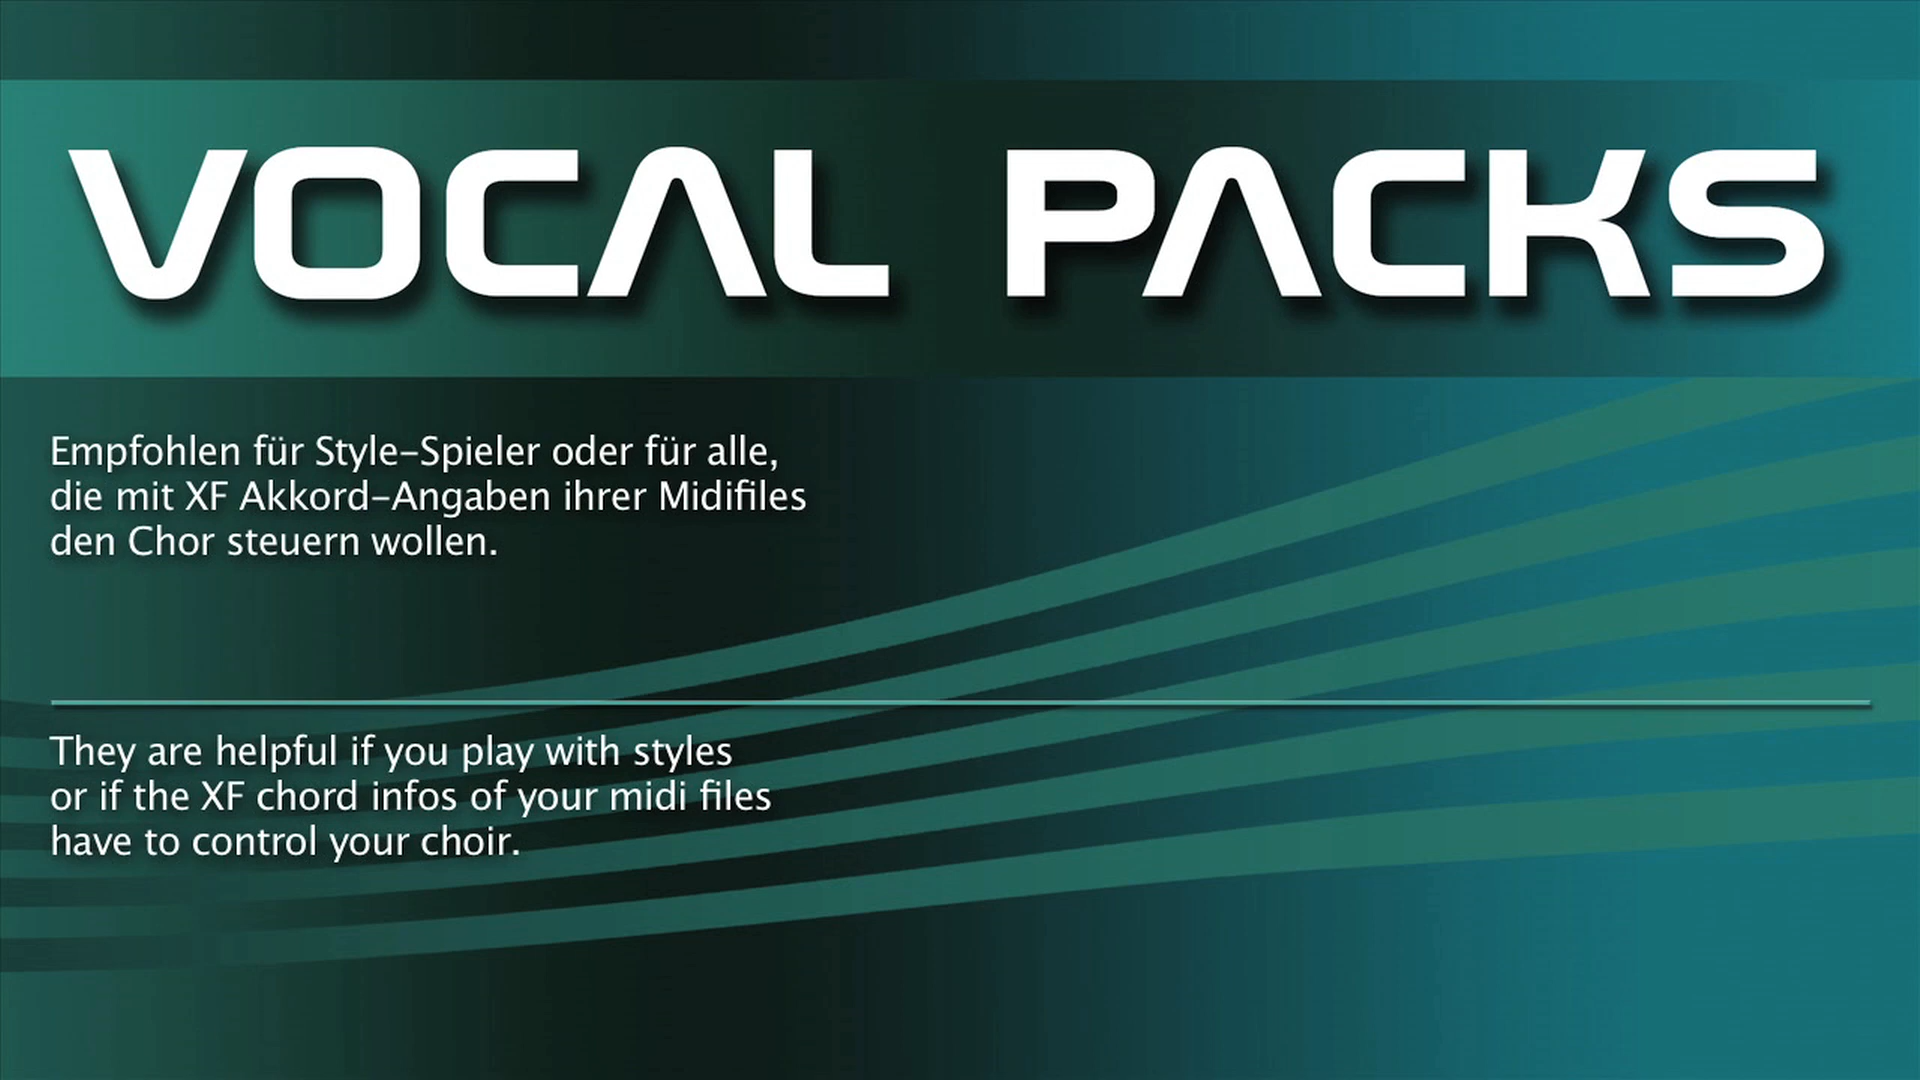 VOCAL PACKS
Empfohlen für Style-Spieler oder für alle,
die mit XF Akkord-Angaben ihrer Midifiles
den Chor steuern wollen.
They are helpful if you play with styles
or if the XF chord infos of your midi files
have to control your choir.